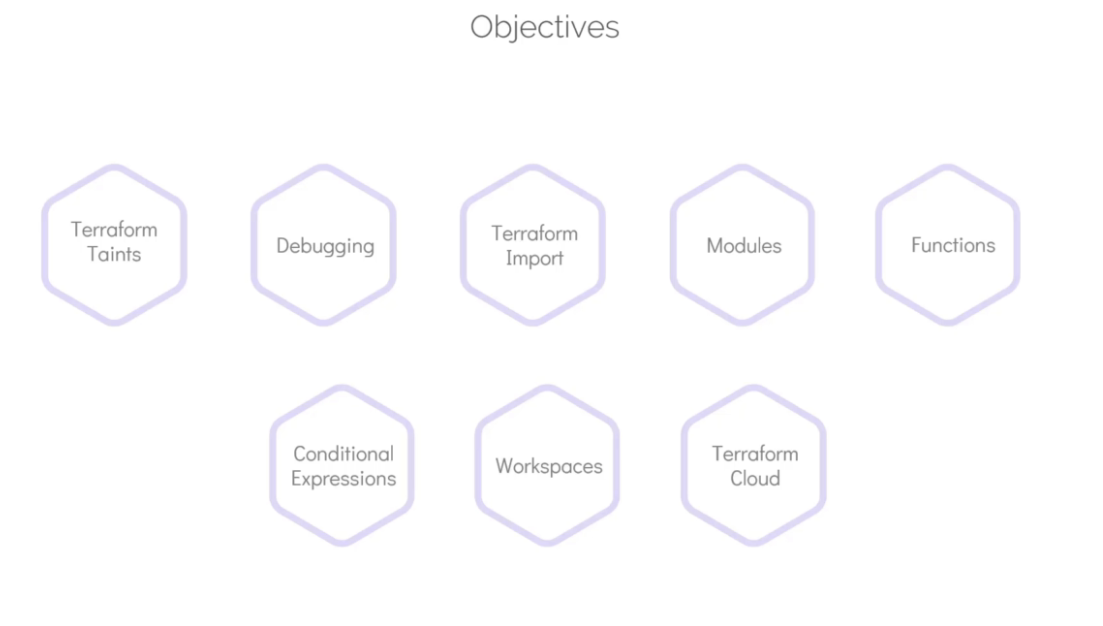 Objectives
Terraform
Taints
Debugging
Terraform
Import
Modules
Functions
Conditional
Expressions
Workspaces
Terraform
Cloud